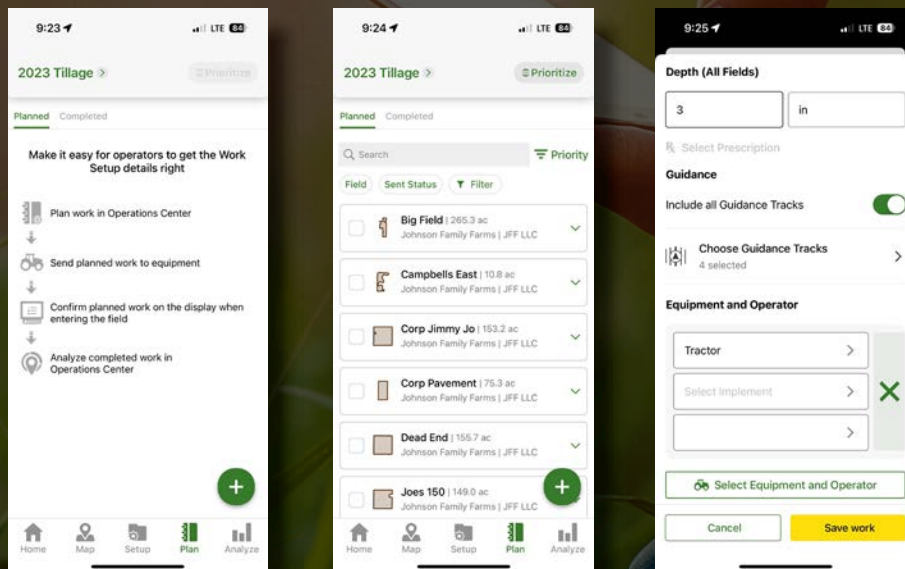 9:23
LTE 84
2023 Tillage >
Prioritize
Planned Completed
Make it easy for operators to get the Work
Setup details right
Plan work in Operations Center
Send planned work to equipment
Confirm planned work on the display when
entering the field
Analyze completed work in
Operations Center
+
Home Map Setup Plan Analyze
9:24
LTE 84
2023 Tillage >
Prioritize
Planned Completed
Search
Priority
Field Sent Status Filter
Big Field | 265.3 ac
Johnson Family Farms | JFF LLC
Campbells East | 10.8 ac
Johnson Family Farms | JFF LLC
Corp Jimmy Jo | 153.2 ac
Johnson Family Farms | JFF LLC
Corp Pavement | 75.3 ac
Johnson Family Farms | JFF LLC
Dead End | 155.7 ac
Johnson Family Farms | JFF LLC
Joes 150 | 149.0 ac
Johnson Family Farms | JFF LLC
+
Home Map Setup Plan Analyze
9:25
LTE 84
Depth (All Fields)
3 in
Select Prescription
Guidance
Include all Guidance Tracks
Choose Guidance Tracks
4 selected
Equipment and Operator
Tractor
Select Implement
Select Equipment and Operator
Cancel Save work